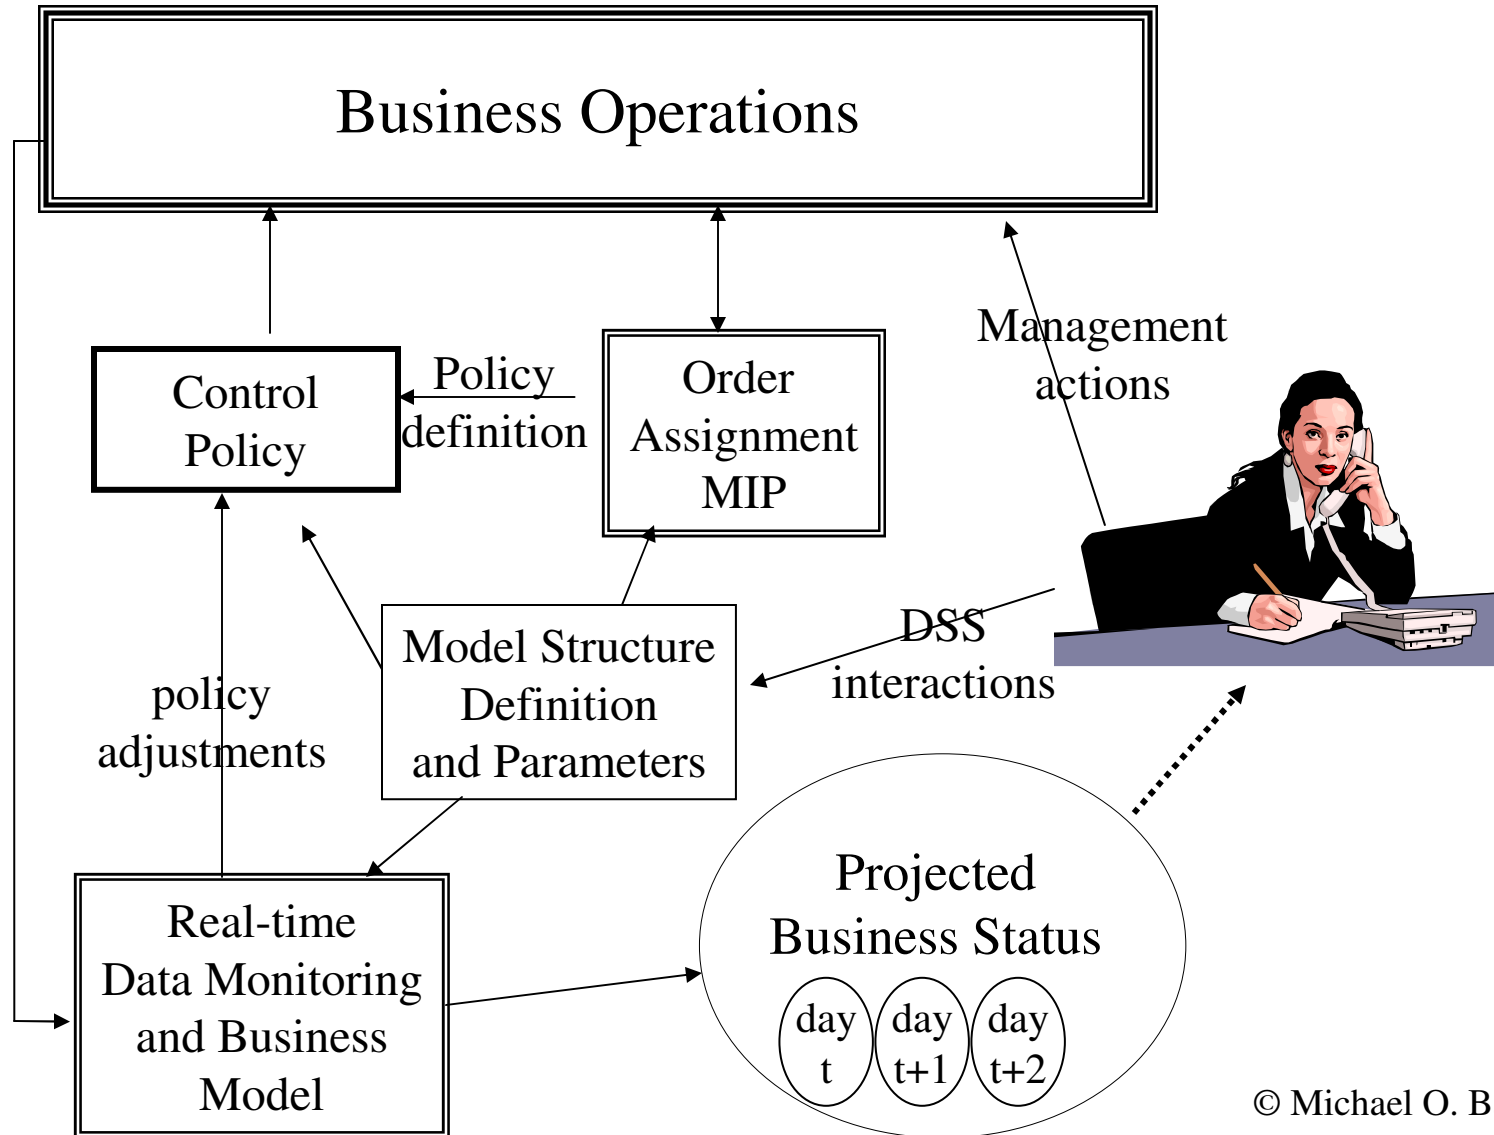 Business Operations
Management
actions
Control
Policy
Policy
definition
Order
Assignment
MIP
DSS
interactions
Model Structure
Definition
and Parameters
policy
adjustments
Real-time
Data Monitoring
and Business
Model
Projected
Business Status
day
t
day
t+1
day
t+2
© Michael O. B